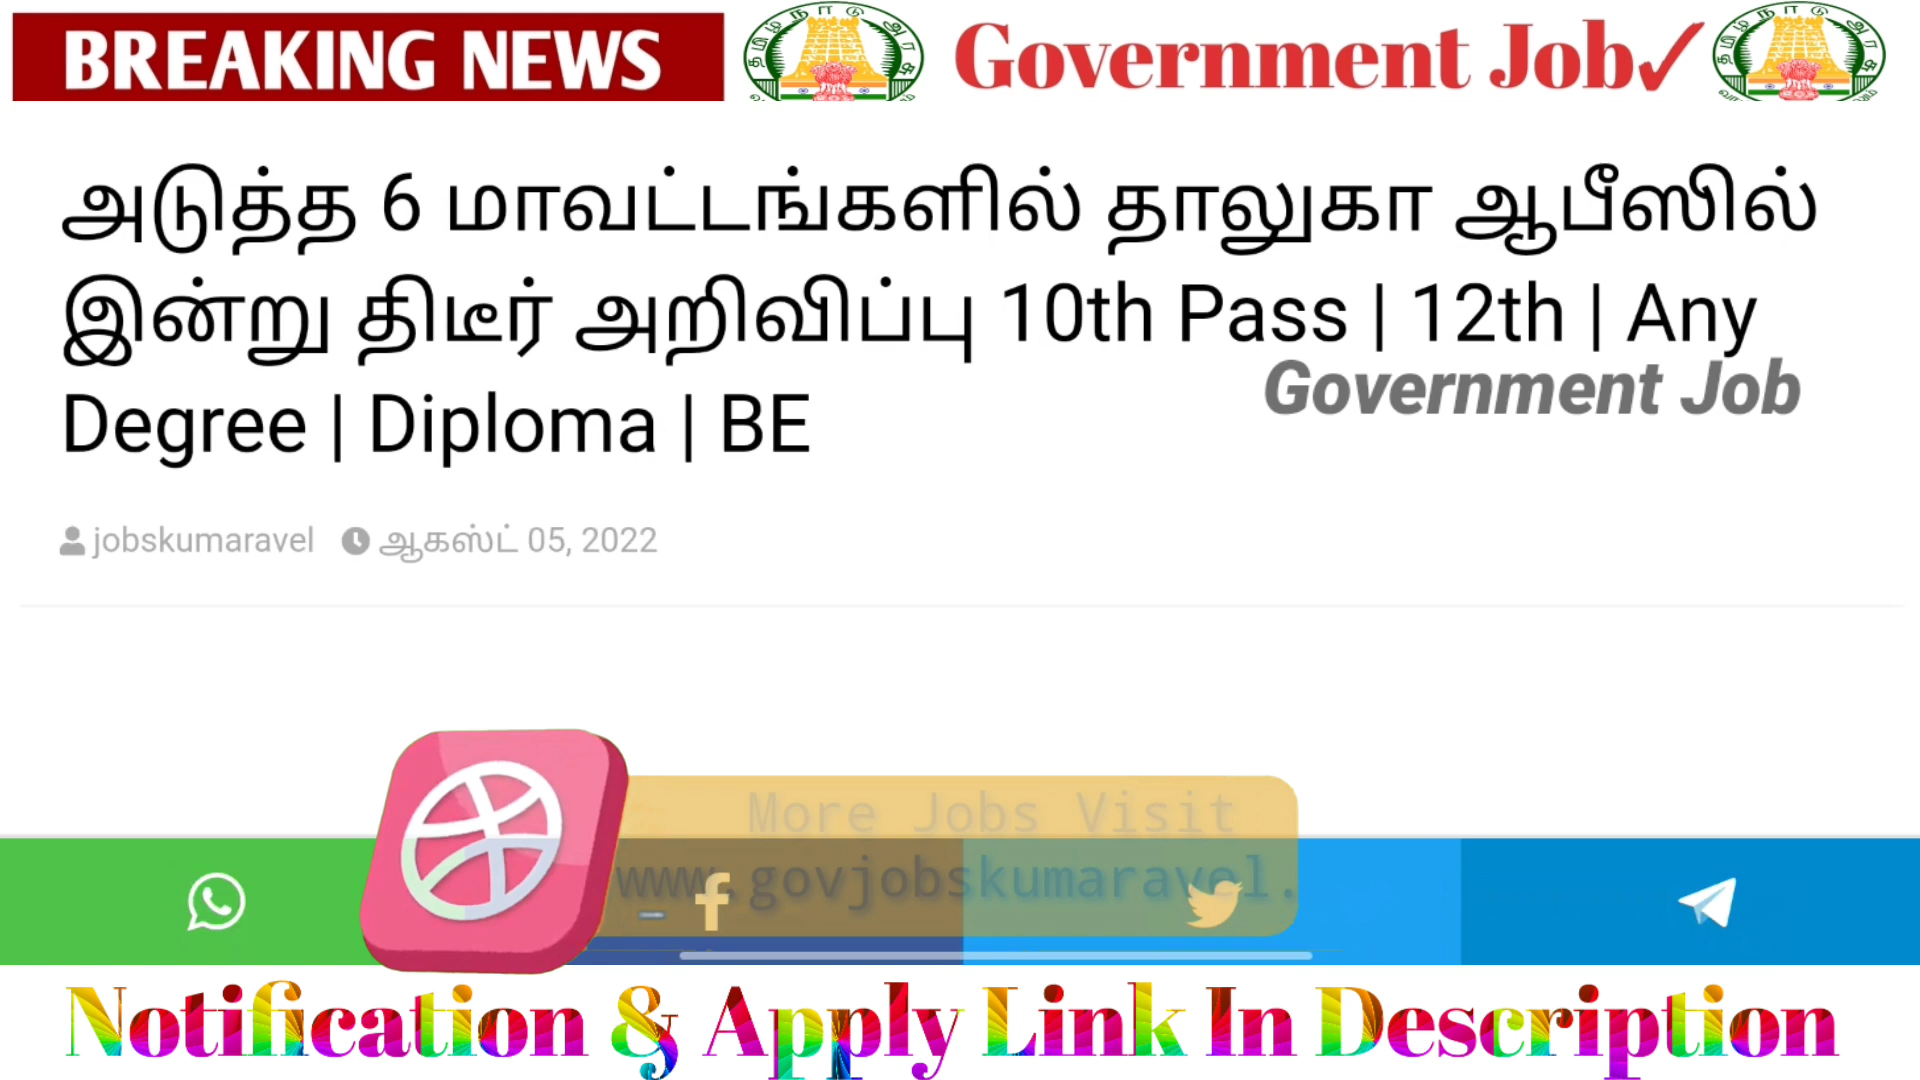 BREAKING NEWS
Government Job✓
அடுத்த 6 மாவட்டங்களில் தாலுகா ஆபீஸில்
இன்று திடீர் அறிவிப்பு 10th Pass | 12th | Any
Degree | Diploma | BE
Government Job
jobskumaravel ஆகஸ்ட் 05, 2022
More Jobs Visit
www.govjobskumaravel.
Notification & Apply Link In Description